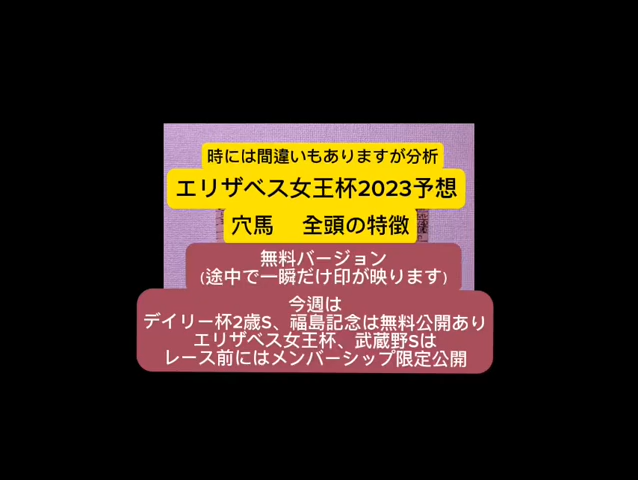 時には間違いもありますが分析
エリザベス女王杯2023予想
穴馬　全頭の特徴
無料バージョン
(途中で一瞬だけ印が映ります)
今週は
デイリー杯2歳S、福島記念は無料公開あり
エリザベス女王杯、武蔵野Sは
レース前にはメンバーシップ限定公開